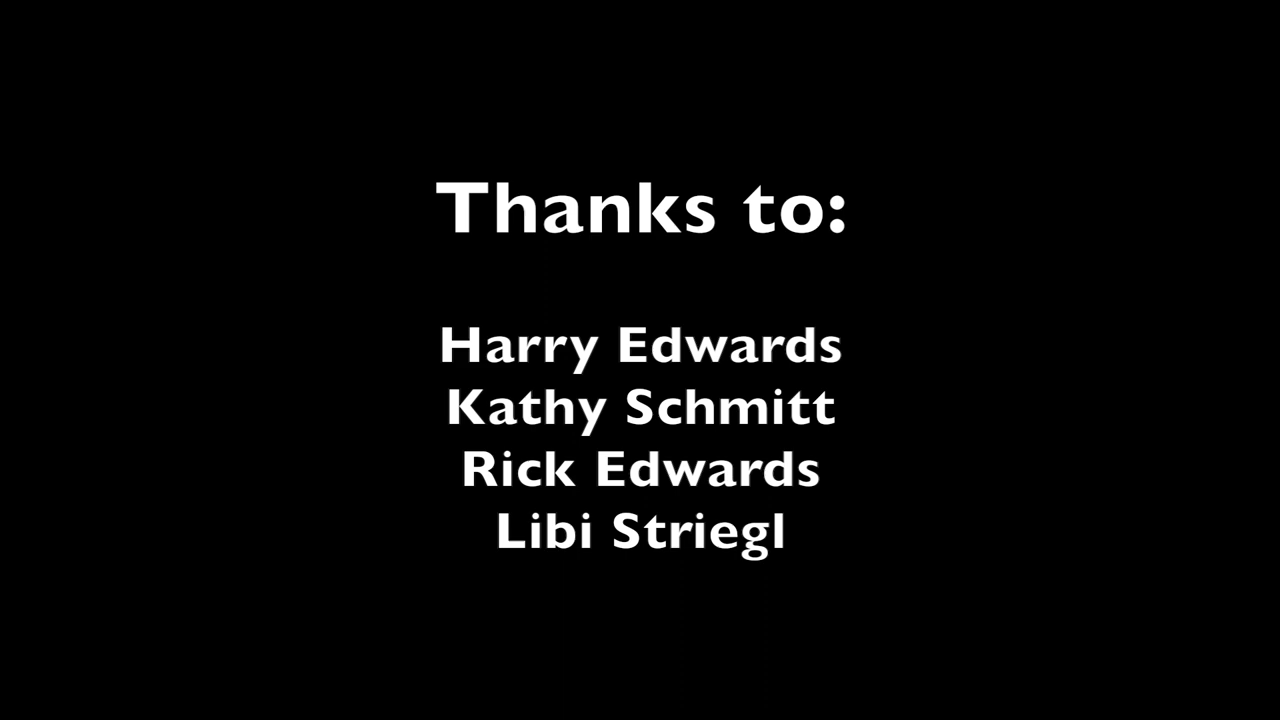 Thanks to:
Harry Edwards
Kathy Schmitt
Rick Edwards
Libi Striegl